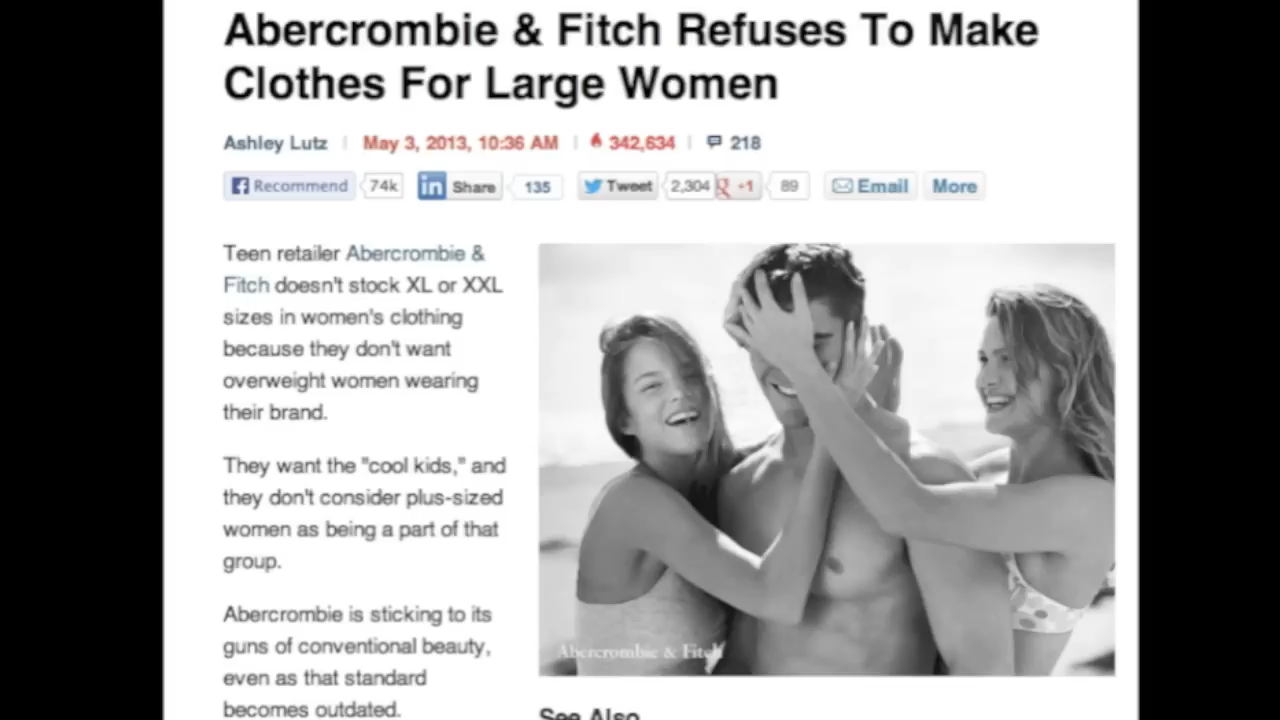 Abercrombie & Fitch Refuses To Make
Clothes For Large Women
Ashley Lutz | May 3, 2013, 10:36 AM | 342,634 | 218
Recommend 74k in Share 135 Tweet 2,304 g +1 89 Email More
Teen retailer Abercrombie &
Fitch doesn't stock XL or XXL
sizes in women's clothing
because they don't want
overweight women wearing
their brand.
They want the "cool kids," and
they don't consider plus-sized
women as being a part of that
group.
Abercrombie is sticking to its
guns of conventional beauty,
even as that standard
becomes outdated.
Abercrombie & Fitch
See Also